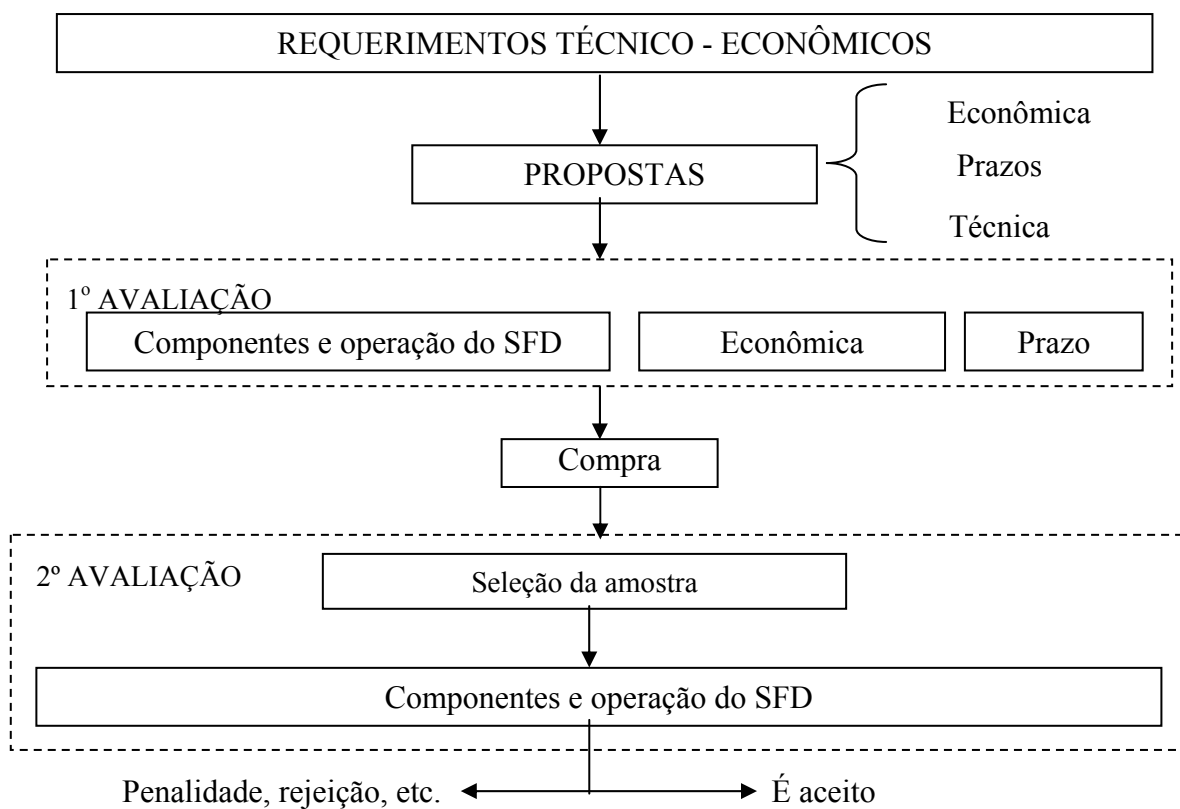 REQUERIMENTOS TÉCNICO - ECONÔMICOS
Econômica
PROPOSTAS
Prazos
Técnica
1º AVALIAÇÃO
Componentes e operação do SFD
Econômica
Prazo
Compra
2º AVALIAÇÃO
Seleção da amostra
Componentes e operação do SFD
Penalidade, rejeição, etc.
É aceito